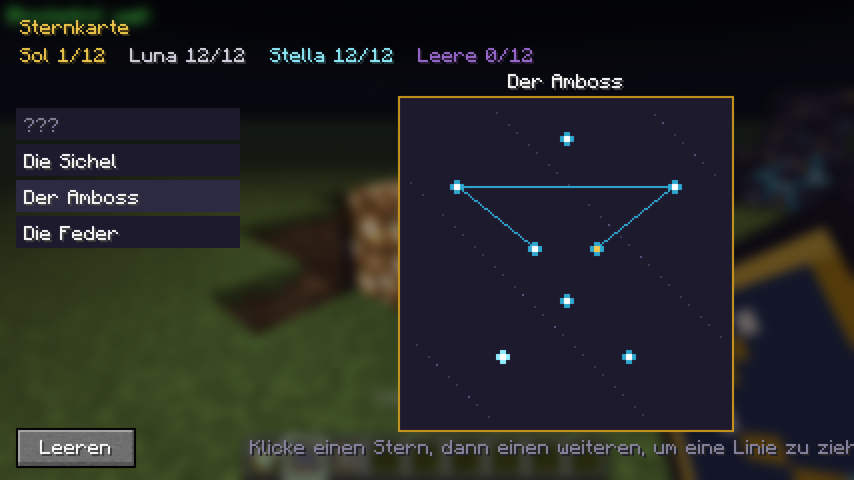 Sternkarte
Sol 1/12 Luna 12/12 Stella 12/12 Leere 0/12
Der Amboss
???
Die Sichel
Der Amboss
Die Feder
Leeren
Klicke einen Stern, dann einen weiteren, um eine Linie zu zieh